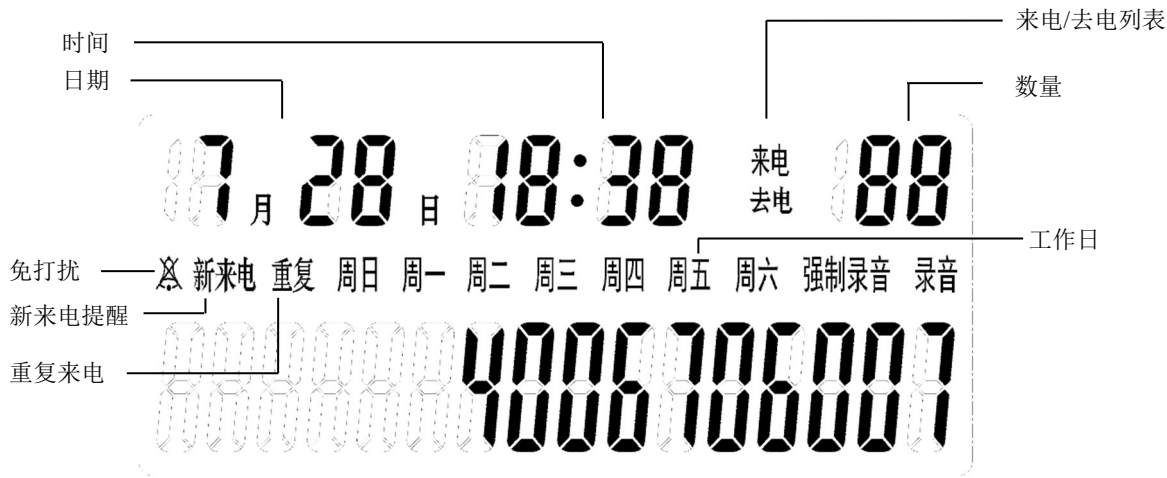 来电/去电列表
时间
日期
数量
7月28日 18:38 来电 去电 88
工作日
免打扰
新来电 重复 周日 周一 周二 周三 周四 周五 周六 强制录音 录音
新来电提醒
重复来电
4006706007